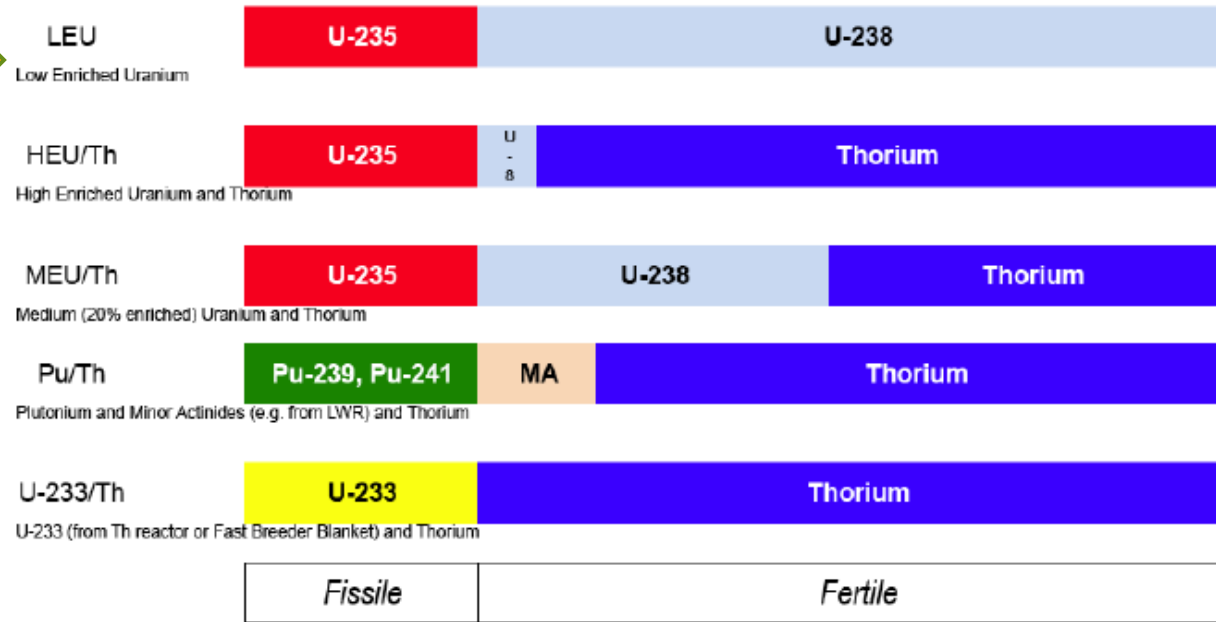 LEU
U-235
U-238
Low Enriched Uranium
HEU/Th
U-235
U
-
8
Thorium
High Enriched Uranium and Thorium
MEU/Th
U-235
U-238
Thorium
Medium (20% enriched) Uranium and Thorium
Pu/Th
Pu-239, Pu-241
MA
Thorium
Plutonium and Minor Actinides (e.g. from LWR) and Thorium
U-233/Th
U-233
Thorium
U-233 (from Th reactor or Fast Breeder Blanket) and Thorium
Fissile
Fertile